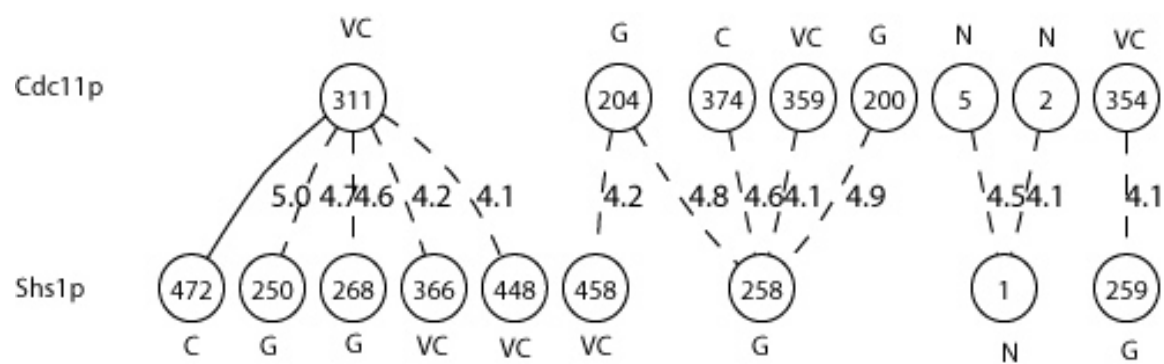 VC G C VC G N N VC
Cdc11p 311 204 374 359 200 5 2 354
5.0 4.7 4.6 4.2 4.1 4.2 4.8 4.6 4.1 4.9 4.5 4.1 4.1
Shs1p 472 250 268 366 448 458 258 1 259
C G G VC VC VC G N G